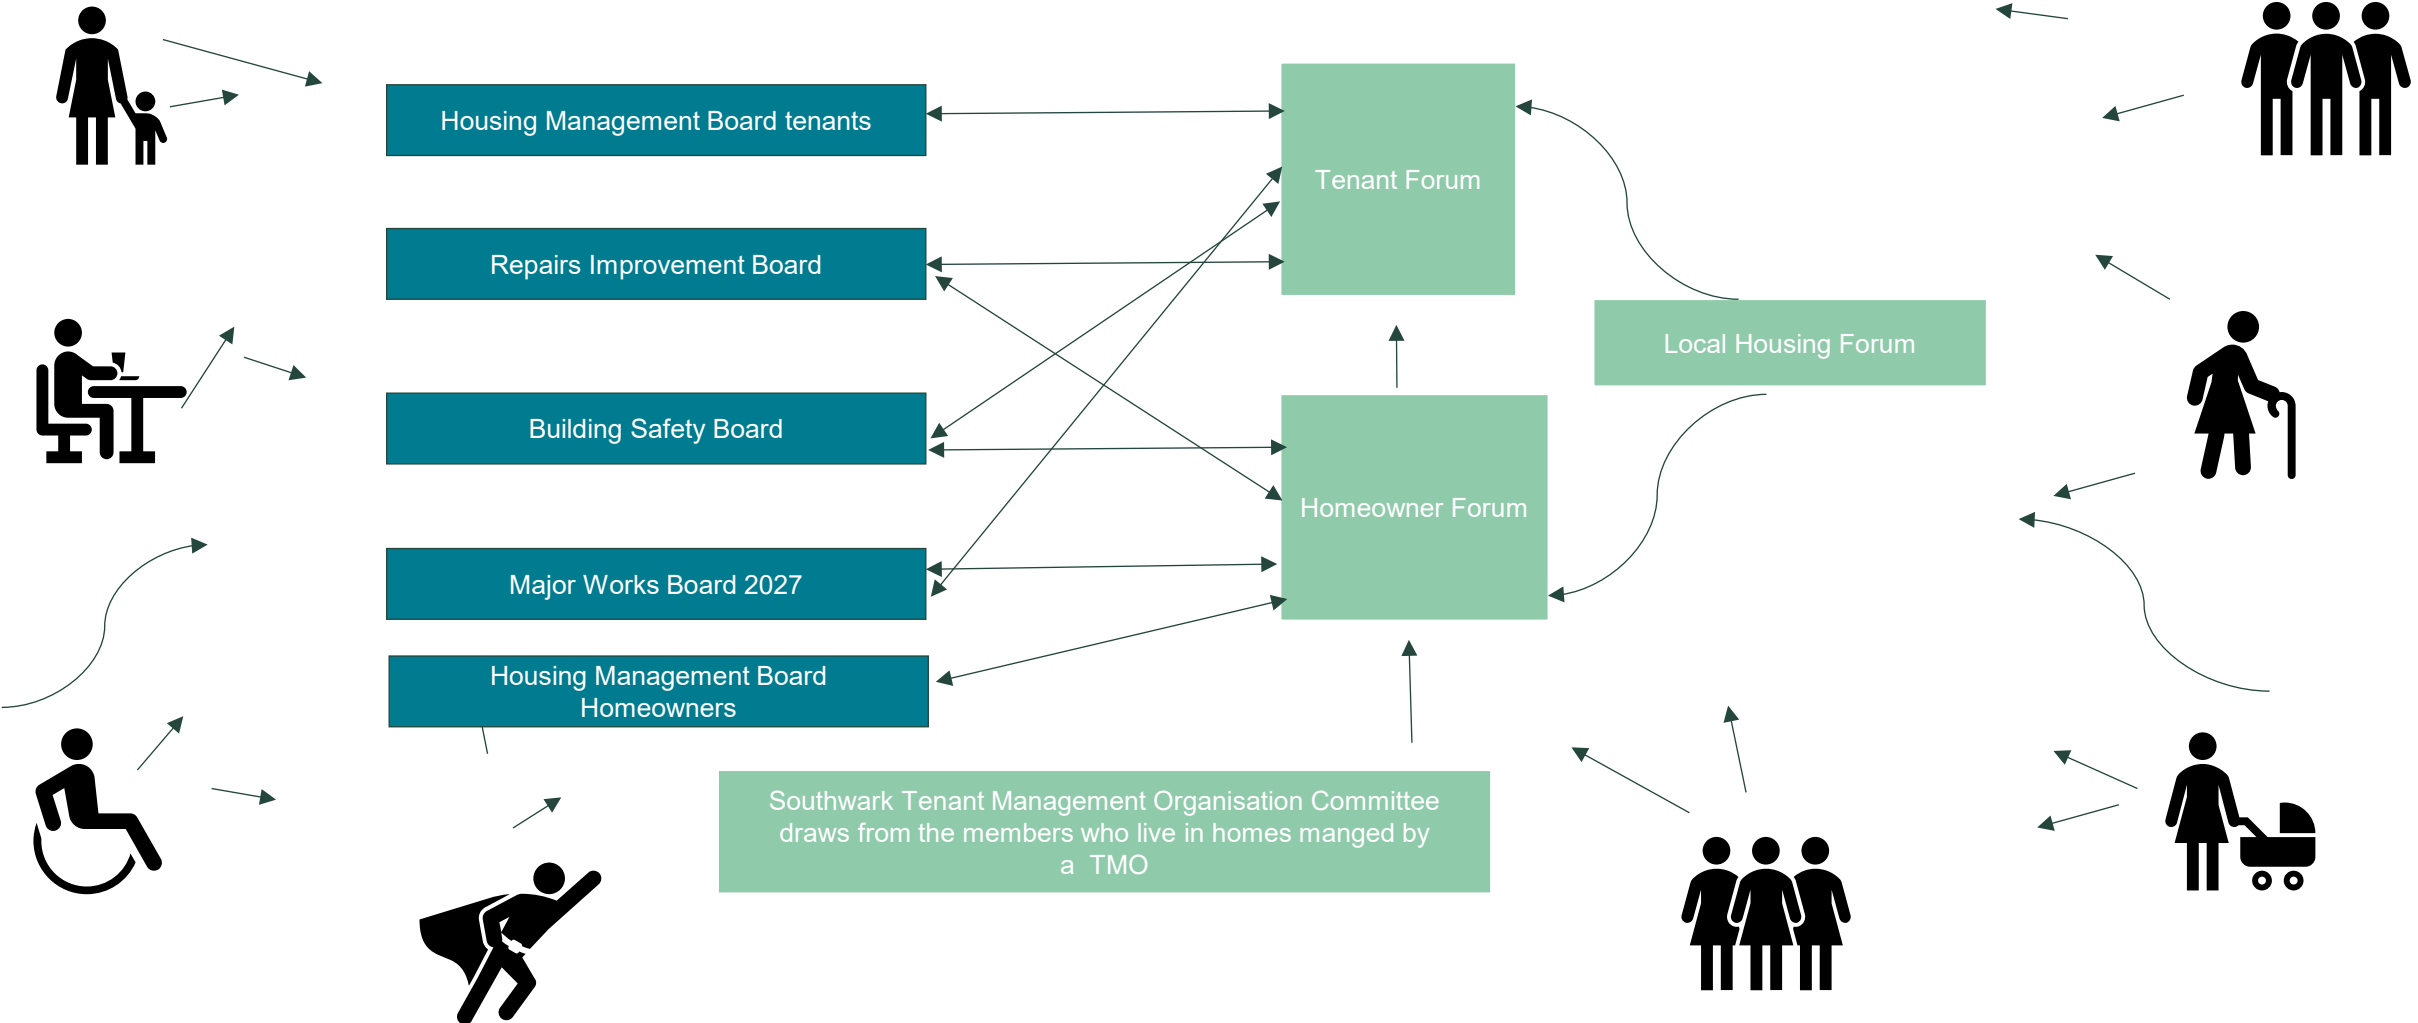 Housing Management Board tenants
Tenant Forum
Repairs Improvement Board
Local Housing Forum
Building Safety Board
Homeowner Forum
Major Works Board 2027
Housing Management Board
Homeowners
Southwark Tenant Management Organisation Committee
draws from the members who live in homes manged by
a  TMO